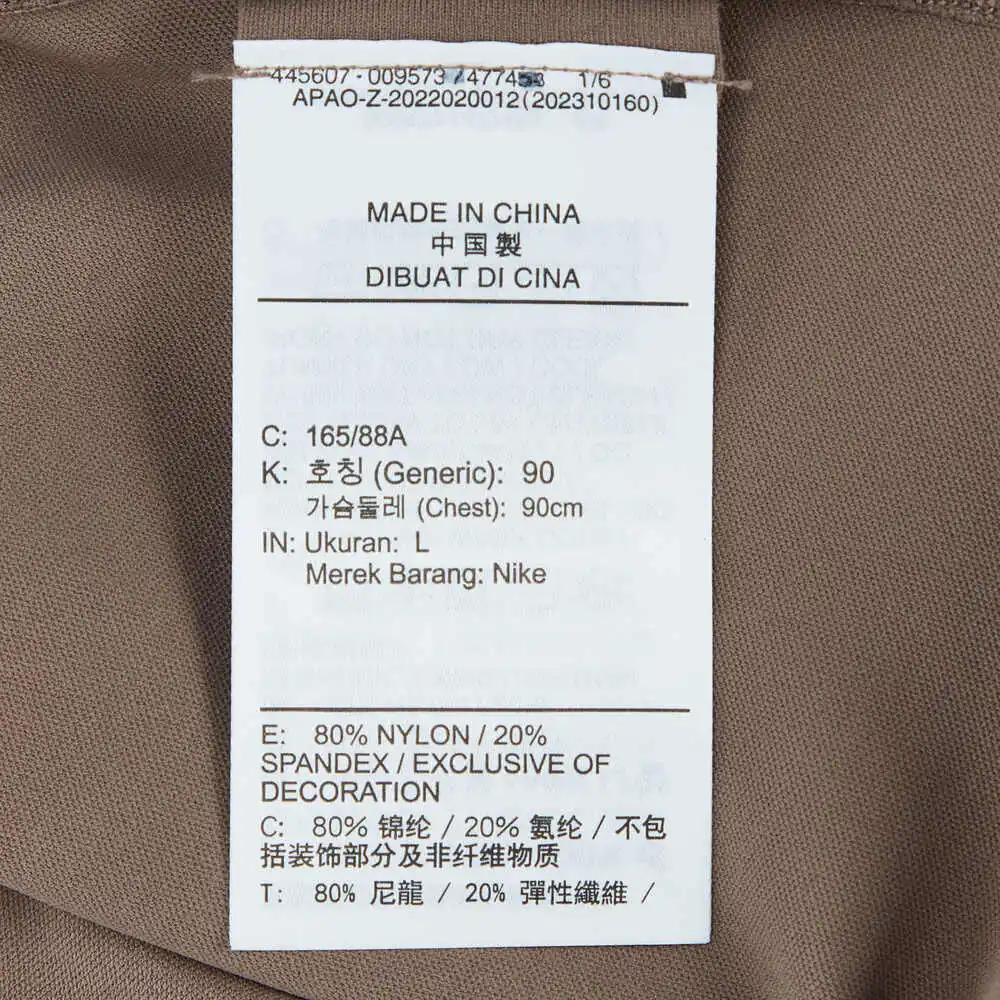 445607 - 009573 1/6
APAO-Z-2022020012(202310160)
MADE IN CHINA
中国製
DIBUAT DI CINA
C: 165/88A
K: 호칭 (Generic): 90
가슴둘레 (Chest): 90cm
IN: Ukuran: L
Merek Barang: Nike
E: 80% NYLON / 20%
SPANDEX / EXCLUSIVE OF
DECORATION
C: 80% 锦纶 / 20% 氨纶 / 不包
括装饰部分及非纤维物质
T: 80% 尼龍 / 20% 彈性纖維 /